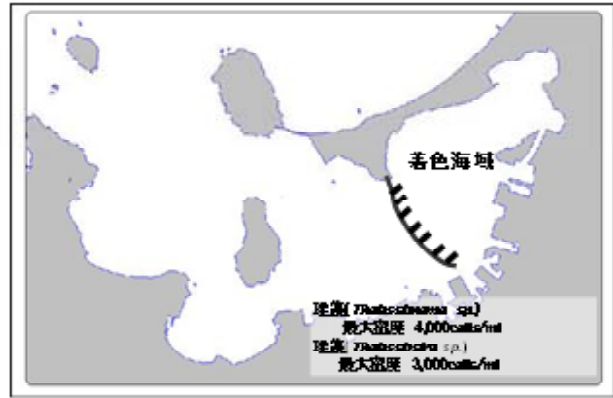 着色海域
珪藻( sp.)
最大密度 4,000cells/ml
珪藻( sp.)
最大密度 3,000cells/ml